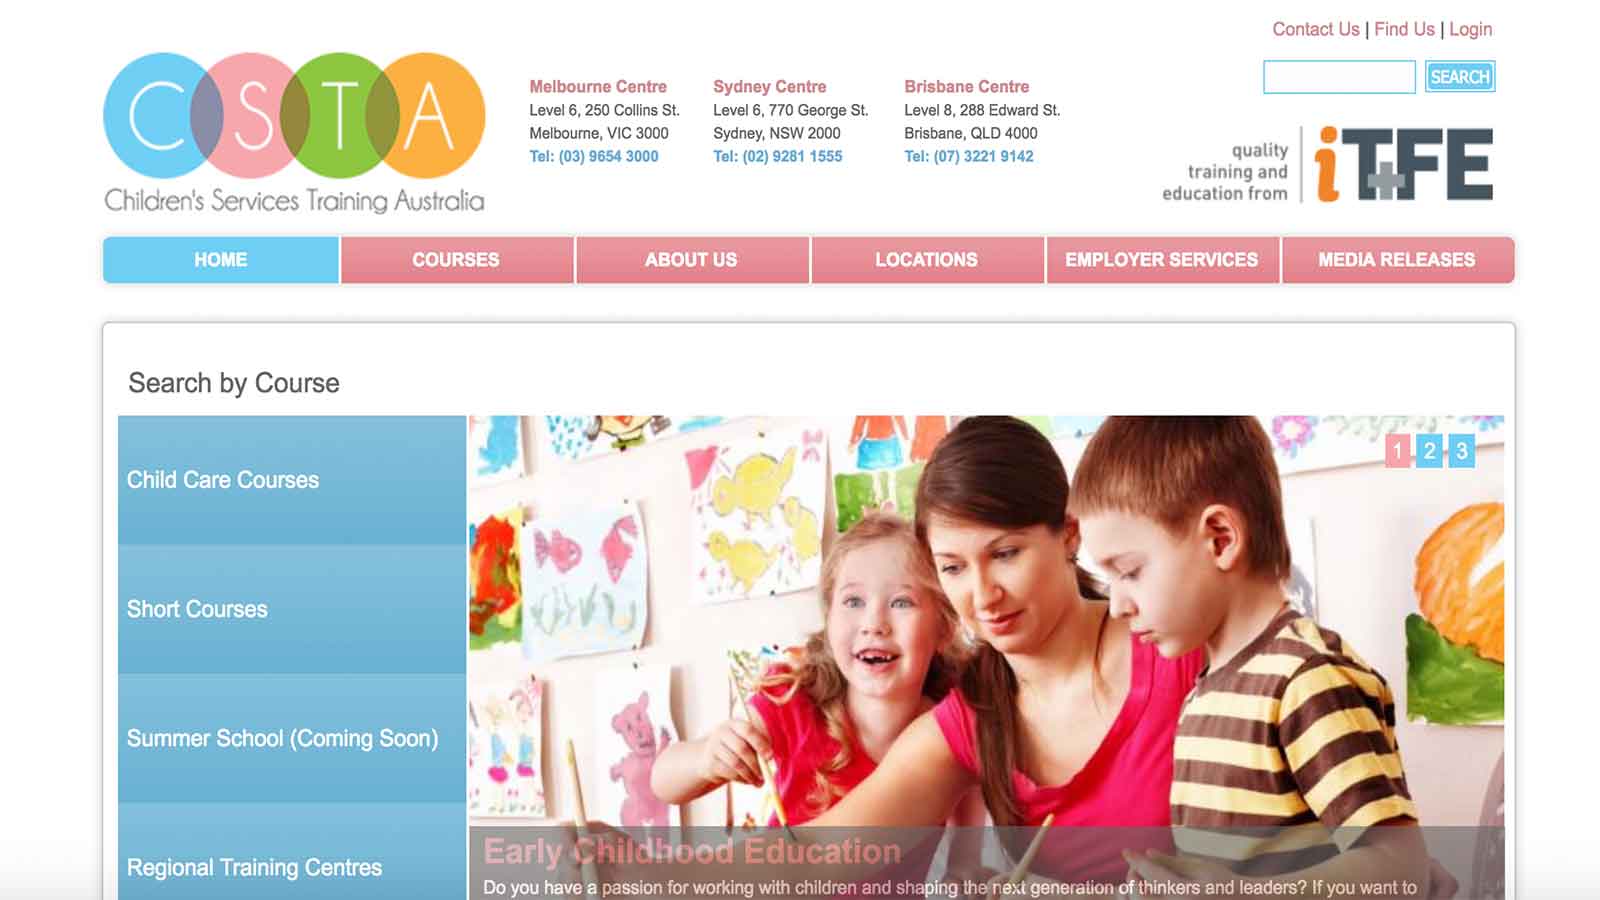 Contact Us | Find Us | Login
SEARCH
CSTA
Children's Services Training Australia
Melbourne Centre
Level 6, 250 Collins St.
Melbourne, VIC 3000
Tel: (03) 9654 3000
Sydney Centre
Level 6, 770 George St.
Sydney, NSW 2000
Tel: (02) 9281 1555
Brisbane Centre
Level 8, 288 Edward St.
Brisbane, QLD 4000
Tel: (07) 3221 9142
quality
training and
education from
iT+FE
HOME
COURSES
ABOUT US
LOCATIONS
EMPLOYER SERVICES
MEDIA RELEASES
Search by Course
Child Care Courses
Short Courses
Summer School (Coming Soon)
Regional Training Centres
1 2 3
Early Childhood Education
Do you have a passion for working with children and shaping the next generation of thinkers and leaders? If you want to